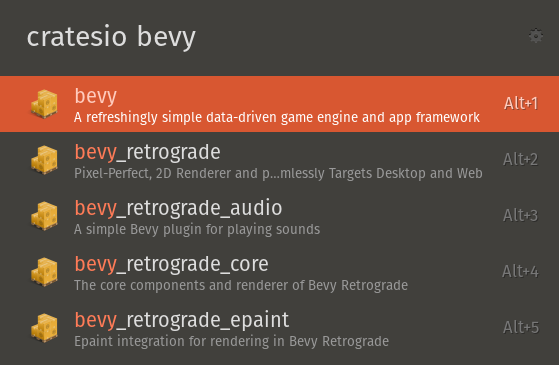 cratesio bevy
bevy
Alt+1
A refreshingly simple data-driven game engine and app framework
bevy_retrograde
Alt+2
Pixel-Perfect, 2D Renderer and p...mlessly Targets Desktop and Web
bevy_retrograde_audio
Alt+3
A simple Bevy plugin for playing sounds
bevy_retrograde_core
Alt+4
The core components and renderer of Bevy Retrograde
bevy_retrograde_epaint
Alt+5
Epaint integration for rendering in Bevy Retrograde